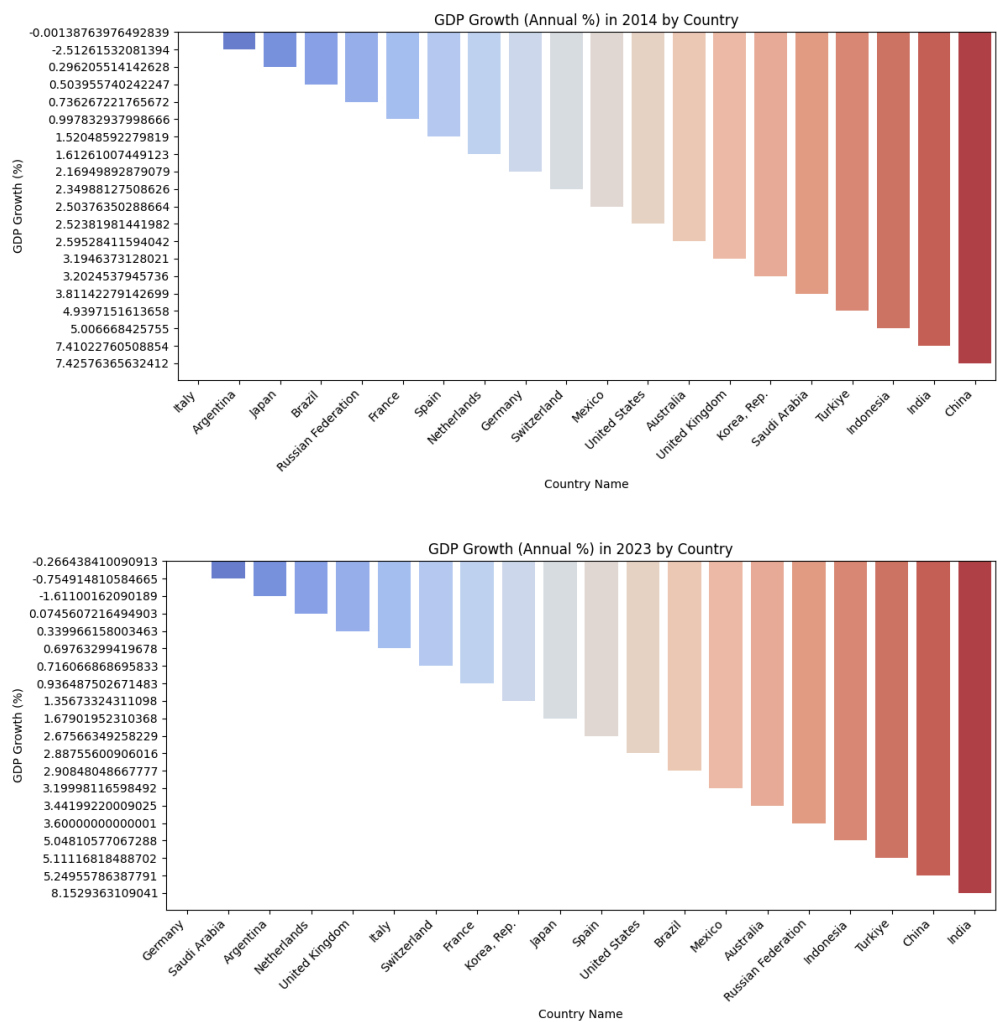 GDP Growth (Annual %) in 2014 by Country
GDP Growth (%)
-0.00138763976492839
-2.51261532081394
0.296205514142628
0.503955740242247
0.736267221765672
0.997832937998666
1.52048592279819
1.61261007449123
2.16949892879079
2.34988127508626
2.50376350288664
2.52381981441982
2.59528411594042
3.1946373128021
3.2024537945736
3.81142279142699
4.9397151613658
5.006668425755
7.41022760508854
7.42576365632412
Italy
Argentina
Japan
Brazil
Russian Federation
France
Spain
Netherlands
Germany
Switzerland
Mexico
United States
Australia
United Kingdom
Korea, Rep.
Saudi Arabia
Turkiye
Indonesia
India
China
Country Name
GDP Growth (Annual %) in 2023 by Country
GDP Growth (%)
-0.266438410090913
-0.754914810584665
-1.61100162090189
0.0745607216494903
0.339966158003463
0.69763299419678
0.716066868695833
0.936487502671483
1.35673324311098
1.67901952310368
2.67566349258229
2.88755600906016
2.90848048667777
3.19998116598492
3.44199220009025
3.60000000000001
5.04810577067288
5.11116818488702
5.24955786387791
8.1529363109041
Germany
Saudi Arabia
Argentina
Netherlands
United Kingdom
Italy
Switzerland
France
Korea, Rep.
Japan
Spain
United States
Brazil
Mexico
Australia
Russian Federation
Indonesia
Turkiye
China
India
Country Name